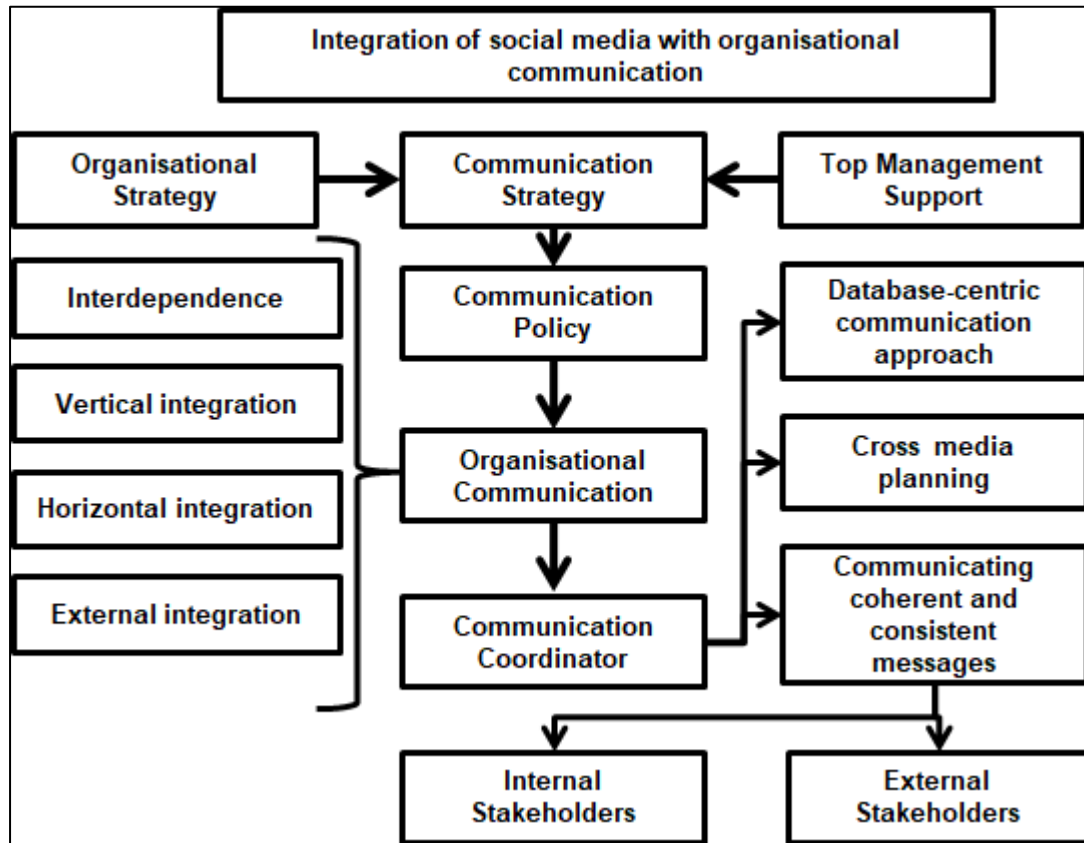 Integration of social media with organisational
communication
Organisational
Strategy
Communication
Strategy
Top Management
Support
Interdependence
Communication
Policy
Database-centric
communication
approach
Vertical integration
Organisational
Communication
Cross media
planning
Horizontal integration
External integration
Communication
Coordinator
Communicating
coherent and
consistent
messages
Internal
Stakeholders
External
Stakeholders